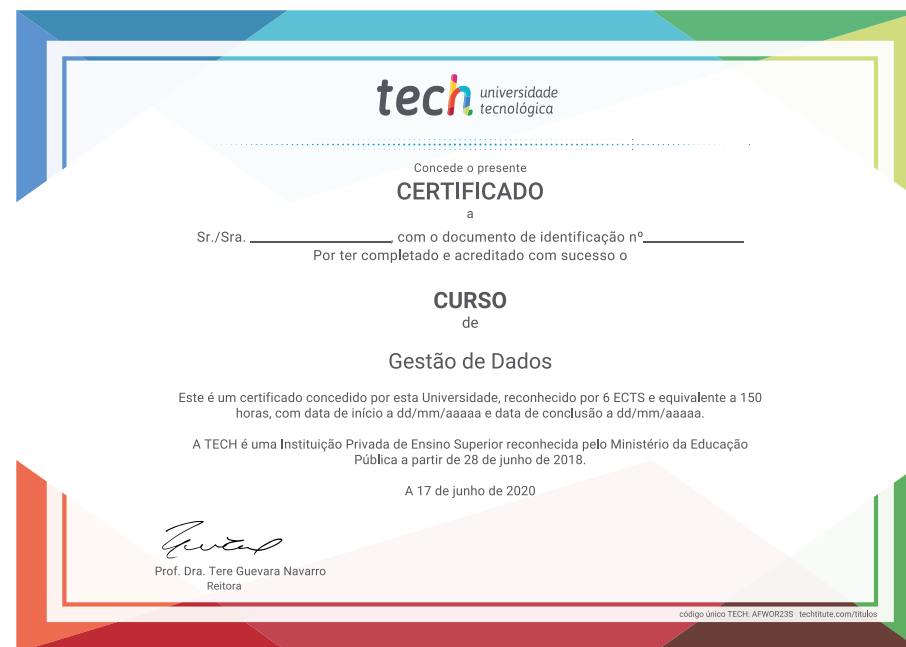 tech universidade
tecnológica
Concede o presente
CERTIFICADO
a
Sr./Sra. ____________________, com o documento de identificação nº______________
Por ter completado e acreditado com sucesso o
CURSO
de
Gestão de Dados
Este é um certificado concedido por esta Universidade, reconhecido por 6 ECTS e equivalente a 150
horas, com data de início a dd/mm/aaaaa e data de conclusão a dd/mm/aaaaa.
A TECH é uma Instituição Privada de Ensino Superior reconhecida pelo Ministério da Educação
Pública a partir de 28 de junho de 2018.
A 17 de junho de 2020
Prof. Dra. Tere Guevara Navarro
Reitora
código único TECH: AFWOR23S techtitute.com/titulos